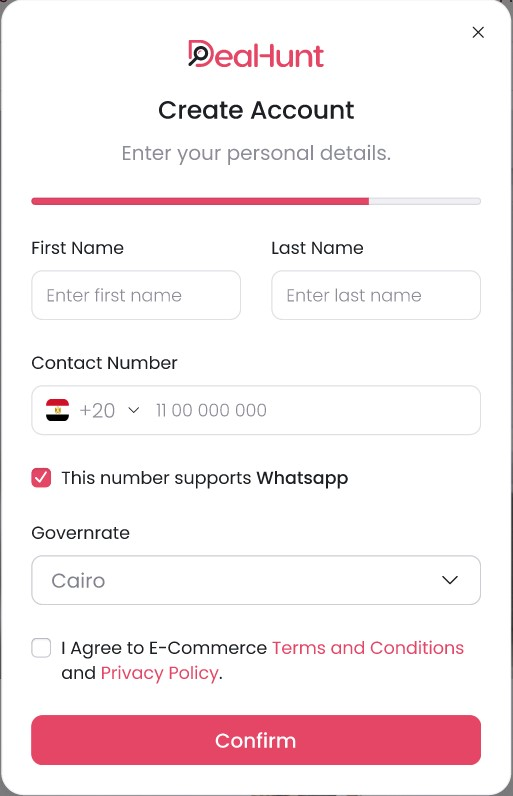 DealHunt
Create Account
Enter your personal details.
First Name
Last Name
Enter first name
Enter last name
Contact Number
+20
11 00 000 000
This number supports Whatsapp
Governrate
Cairo
I Agree to E-Commerce Terms and Conditions
and Privacy Policy.
Confirm